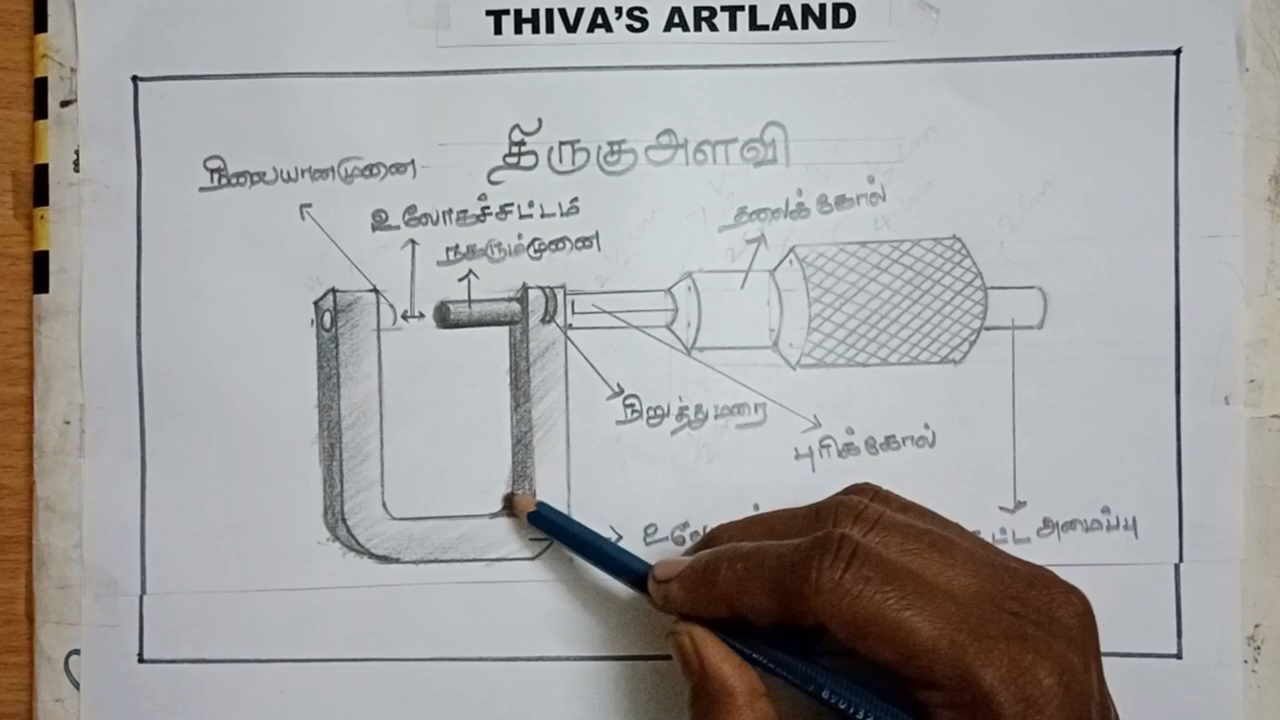 THIVA'S ARTLAND
திருகு அளவி
நிலையானமுனை
உலோகச்சட்டம்
நகரும்முனை
தலைக்கோல்
நிறுத்துமரை
புரிக்கோல்
அமைப்பு